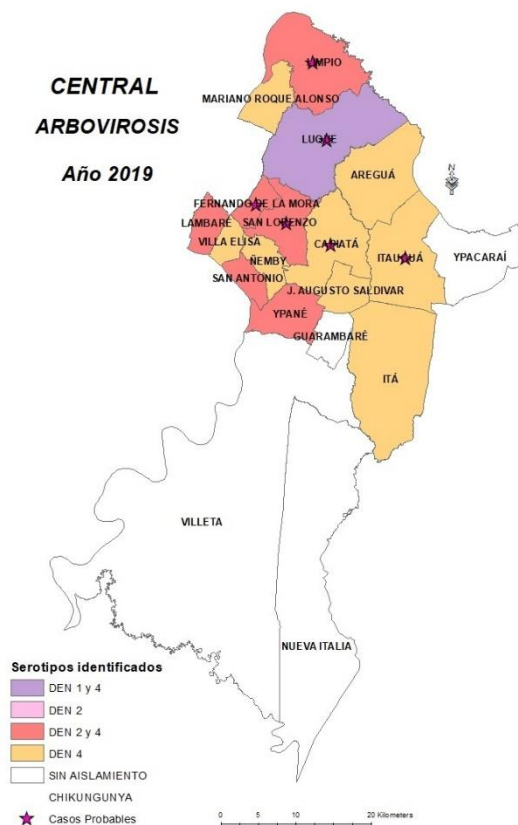 CENTRAL
ARBOVIROSIS
Año 2019
N
MARIANO ROQUE ALONSO
LUQUE
AREGUÁ
FERNANDO DE LA MORA
LAMBARÉ
SAN LORENZO
VILLA ELISA
CAPIATÁ
ITAUGUÁ
YPACARAÍ
ÑEMBY
SAN ANTONIO
J. AUGUSTO SALDIVAR
YPANÉ
GUARAMBARÉ
ITÁ
VILLETA
NUEVA ITALIA
Serotipos identificados
DEN 1 y 4
DEN 2
DEN 2 y 4
DEN 4
SIN AISLAMIENTO
CHIKUNGUNYA
Casos Probables
0 5 10 20 Kilometers